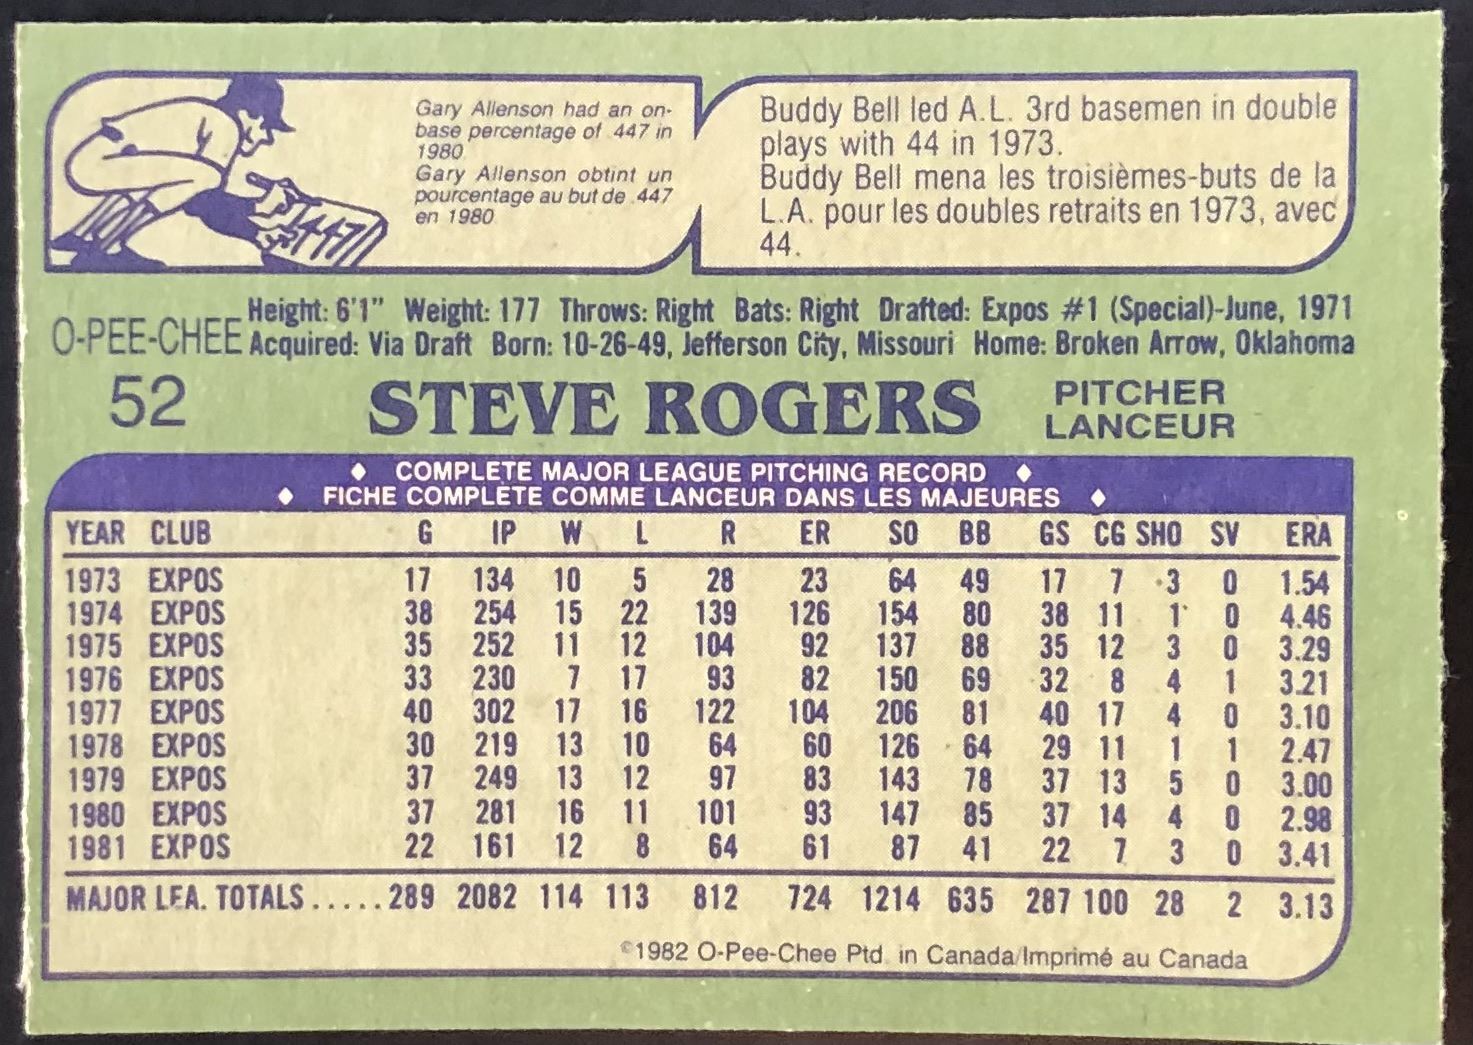 Gary Allenson had an on-
base percentage of .447 in
1980
Gary Allenson obtint un
pourcentage au but de .447
en 1980
447
Buddy Bell led A.L. 3rd basemen in double
plays with 44 in 1973.
Buddy Bell mena les troisièmes-buts de la
L.A. pour les doubles retraits en 1973, avec
44.
O-PEE-CHEE
Height: 6'1" Weight: 177 Throws: Right Bats: Right Drafted: Expos #1 (Special)-June, 1971
Acquired: Via Draft Born: 10-26-49, Jefferson City, Missouri Home: Broken Arrow, Oklahoma
52
STEVE ROGERS
PITCHER
LANCEUR
♦ COMPLETE MAJOR LEAGUE PITCHING RECORD ♦
♦ FICHE COMPLÈTE COMME LANCEUR DANS LES MAJEURES ♦
YEAR CLUB G IP W L R ER SO BB GS CG SHO SV ERA
1973 EXPOS 17 134 10 5 28 23 64 49 17 7 3 0 1.54
1974 EXPOS 38 254 15 22 139 126 154 80 38 11 1 0 4.46
1975 EXPOS 35 252 11 12 104 92 137 88 35 12 3 0 3.29
1976 EXPOS 33 230 7 17 93 82 150 69 32 8 4 1 3.21
1977 EXPOS 40 302 17 16 122 104 206 81 40 17 4 0 3.10
1978 EXPOS 30 219 13 10 64 60 126 64 29 11 1 1 2.47
1979 EXPOS 37 249 13 12 97 83 143 78 37 13 5 0 3.00
1980 EXPOS 37 281 16 11 101 93 147 85 37 14 4 0 2.98
1981 EXPOS 22 161 12 8 64 61 87 41 22 7 3 0 3.41
MAJOR LEA. TOTALS.....289 2082 114 113 812 724 1214 635 287 100 28 2 3.13
©1982 O-Pee-Chee Ptd. in Canada/Imprimé au Canada